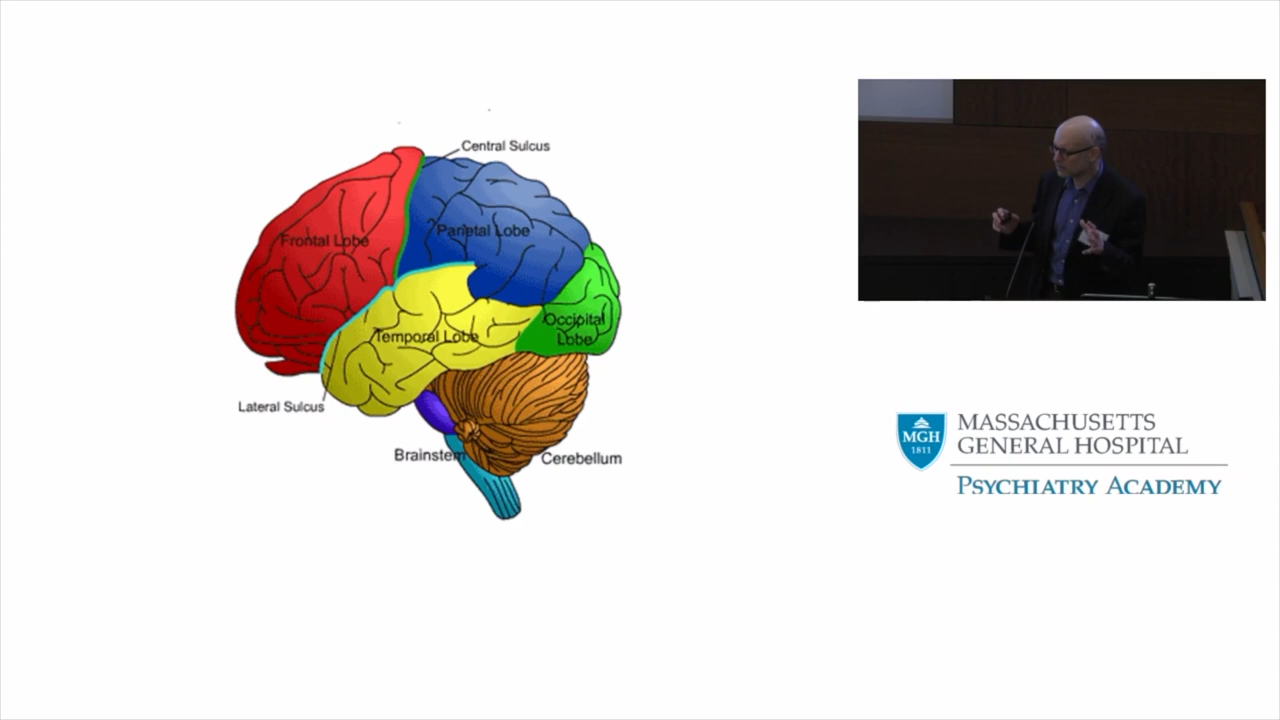 Central Sulcus
Frontal Lobe
Parietal Lobe
Occipital
Lobe
Temporal Lobe
Lateral Sulcus
Brainstem
Cerebellum
MGH
1811
MASSACHUSETTS
GENERAL HOSPITAL
PSYCHIATRY ACADEMY